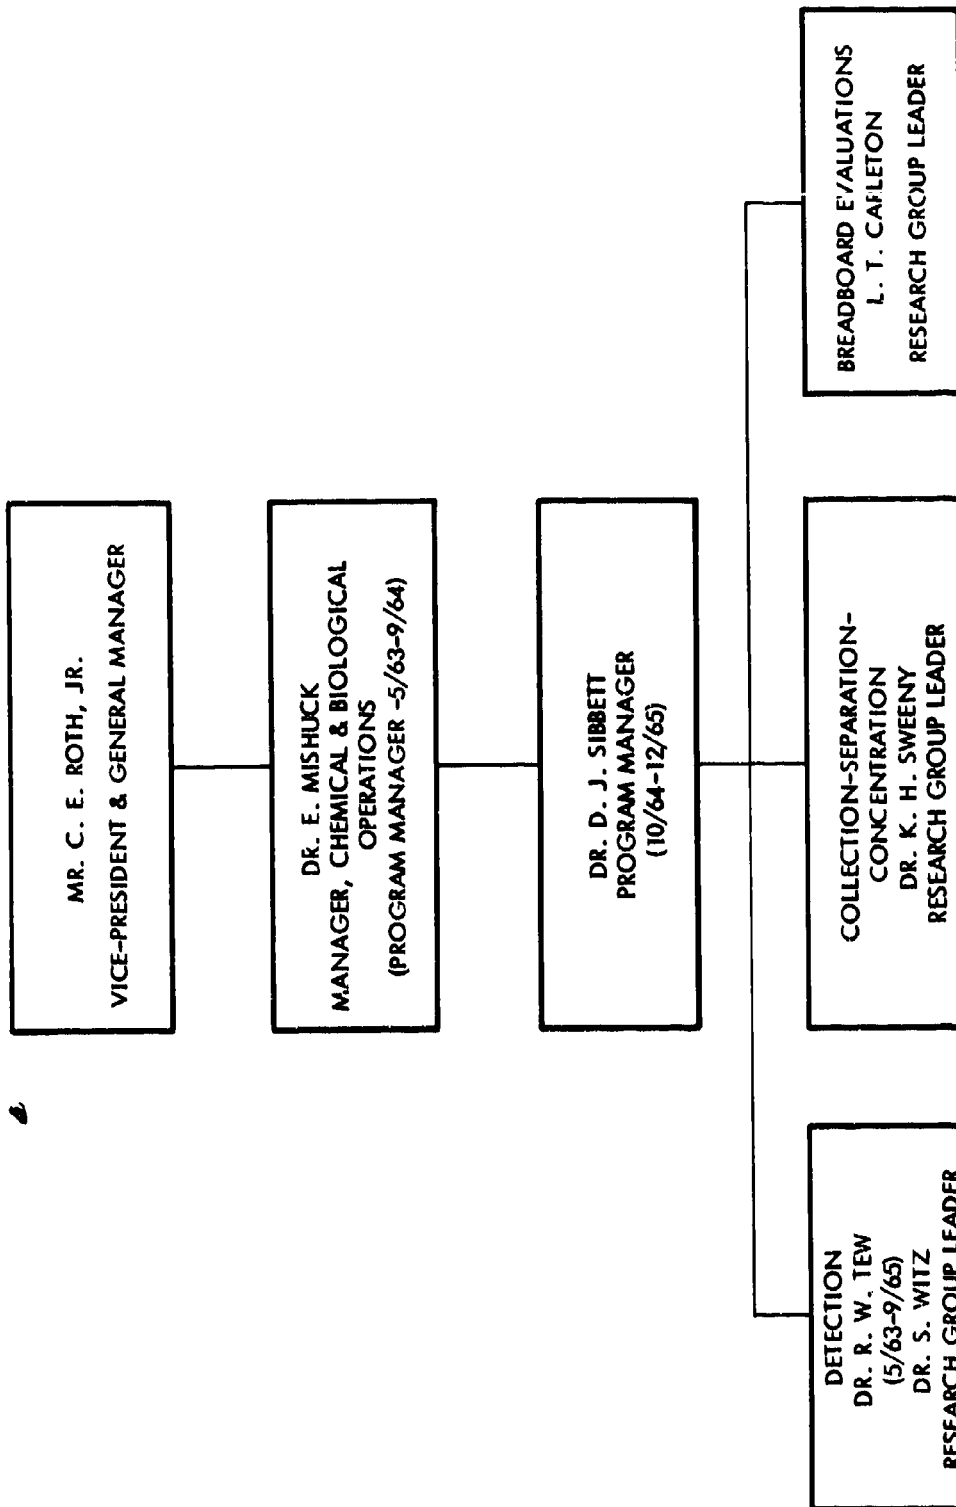 MR. C. E. ROTH, JR.
VICE-PRESIDENT & GENERAL MANAGER
DR. E. MISHUCK
MANAGER, CHEMICAL & BIOLOGICAL
OPERATIONS
(PROGRAM MANAGER -5/63-9/64)
DR. D. J. SIBBETT
PROGRAM MANAGER
(10/64-12/65)
DETECTION
DR. R. W. TEW
(5/63-9/65)
DR. S. WITZ
RESEARCH GROUP LEADER
COLLECTION-SEPARATION-
CONCENTRATION
DR. K. H. SWEENY
RESEARCH GROUP LEADER
BREADBOARD EVALUATIONS
L. T. CARLETON
RESEARCH GROUP LEADER